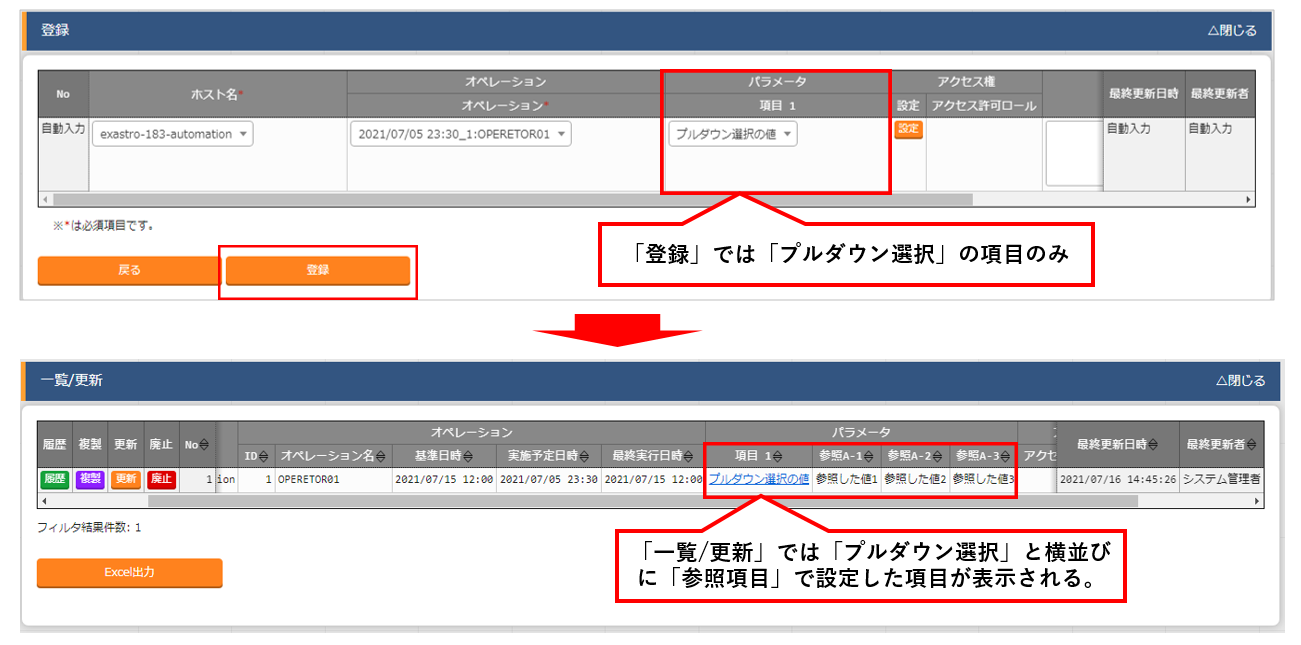 登録
△閉じる
No ホスト名* オペレーション パラメータ アクセス権 最終更新日時 最終更新者
オペレーション* 項目 1 設定 アクセス許可ロール
自動入力 exastro-183-automation 2021/07/05 23:30_1:OPERETOR01 プルダウン選択の値 設定 自動入力 自動入力
※*は必須項目です。
戻る 登録
「登録」では「プルダウン選択」の項目のみ
一覧/更新
△閉じる
履歴 複製 更新 廃止 No オペレーション パラメータ 最終更新日時 最終更新者
ID オペレーション名 基準日時 実施予定日時 最終実行日時 項目 1 参照A-1 参照A-2 参照A-3 アクセ
履歴 複製 更新 廃止 1 ion 1 OPERETOR01 2021/07/15 12:00 2021/07/05 23:30 2021/07/15 12:00 プルダウン選択の値 参照した値1 参照した値2 参照した値3 2021/07/16 14:45:26 システム管理者
フィルタ結果件数: 1
Excel出力
「一覧/更新」では「プルダウン選択」と横並び
に「参照項目」で設定した項目が表示される。